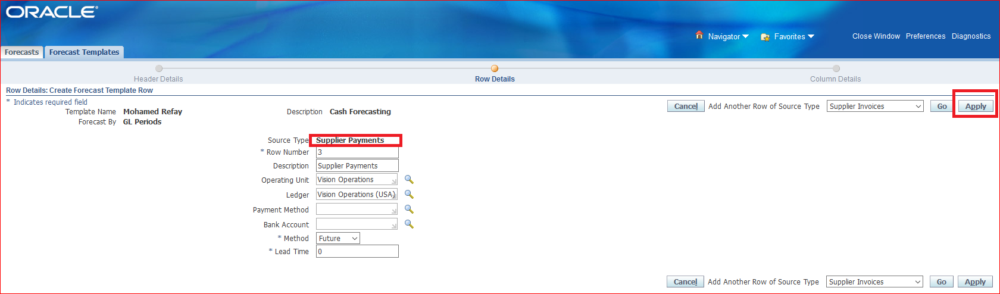 ORACLE
Navigator Favorites Close Window Preferences Diagnostics
Forecasts Forecast Templates
Header Details Row Details Column Details
Row Details: Create Forecast Template Row
* Indicates required field
Template Name Mohamed Refay Description Cash Forecasting
Cancel Add Another Row of Source Type Supplier Invoices Go Apply
Forecast By GL Periods
Source Type Supplier Payments
* Row Number 3
Description Supplier Payments
Operating Unit Vision Operations
Ledger Vision Operations (USA)
Payment Method
Bank Account
* Method Future
* Lead Time 0
Cancel Add Another Row of Source Type Supplier Invoices Go Apply